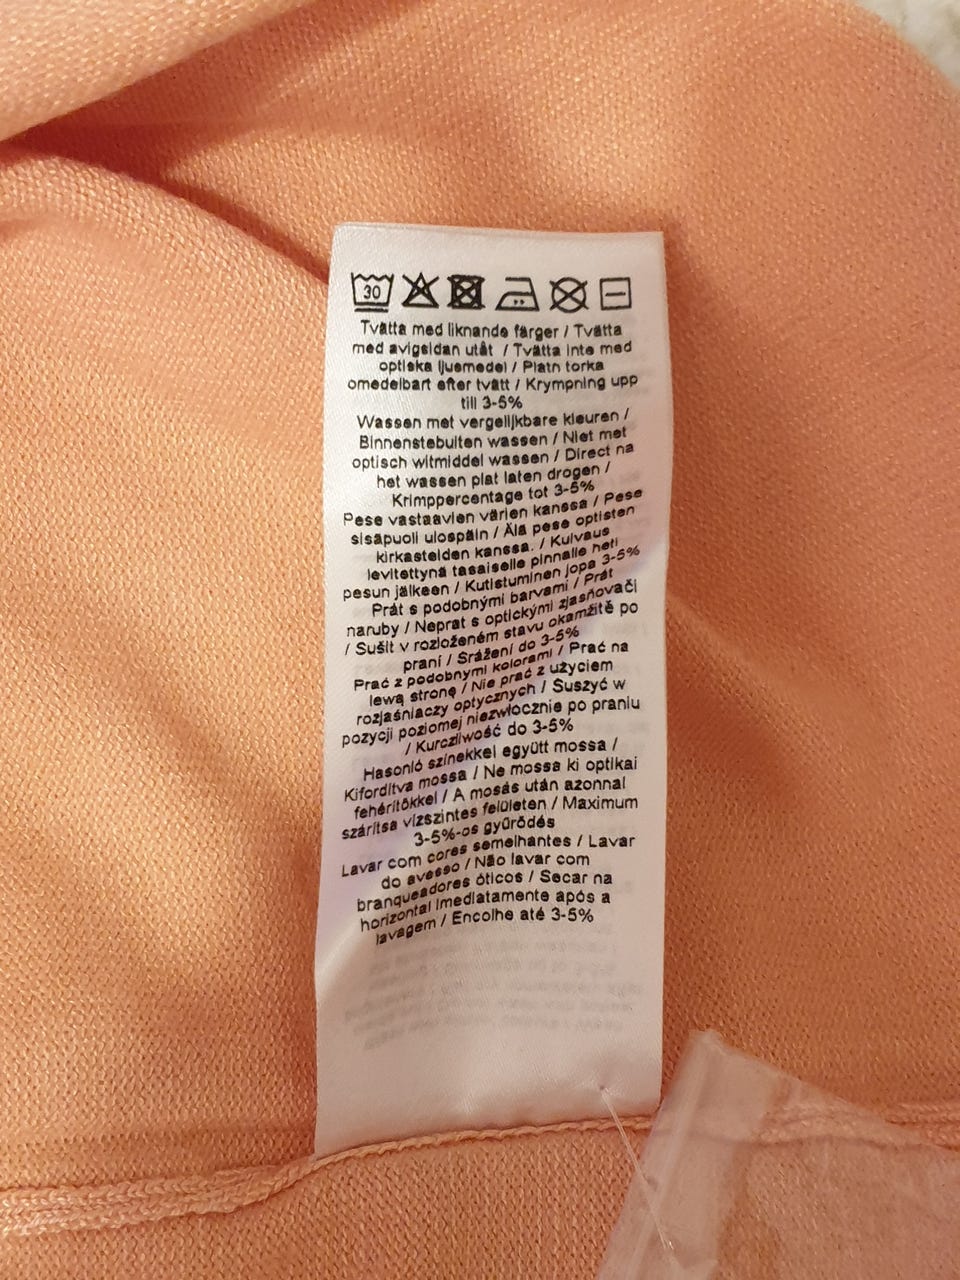 30
Tvätta med liknande färger / Tvätta
med avigsidan utåt / Tvätta inte med
optiska ljusmedel / Plattn torka
omedelbart efter tvätt / Krympning upp
till 3-5%
Wassen met vergelijkbare kleuren /
Binnenstebuiten wassen / Niet met
optisch witmiddel wassen / Direct na
het wassen plat laten drogen /
Krimppercentage tot 3-5%
Pese vastaavien värien kanssa / Pese
sisäpuoli ulospäin / Äla pese optisten
kirkasteiden kanssa. / Kuivaus
levitettynä tasaiselle pinnalle heti
pesun jälkeen / Kutistuminen jopa 3-5%
Prát s podobnými barvami / Prát
naruby / Neprat s optickými zjasňovači
/ Sušit v rozloženém stavu okamžitě po
praní / Srážení do 3-5%
Prać z podobnymi kolorami / Prać na
lewą stronę / Nie prać z użyciem
rozjaśniaczy optycznych / Suszyć w
pozycji poziomej niezwłocznie po praniu
/ Kurczliwość do 3-5%
Hasonló színekkel együtt mossa /
Kifordítva mossa / Ne mossa ki optikai
fehérítőkkel / A mosás után azonnal
szárítsa vízszintes felületen / Maximum
3-5%-os gyűrődés
Lavar com cores semelhantes / Lavar
do avesso / Não lavar com
branqueadores óticos / Secar na
horizontal imediatamente após a
lavagem / Encolhe até 3-5%